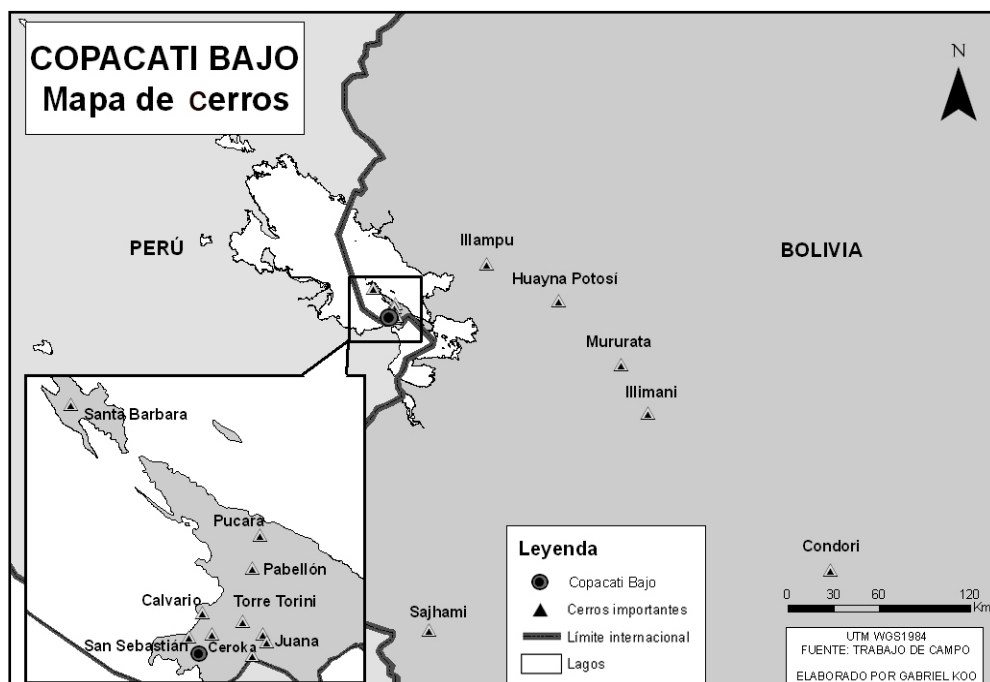 COPACATI BAJO
Mapa de cerros
N
PERÚ
BOLIVIA
Illampu
Huayna Potosí
Mururata
Illimani
Santa Barbara
Pucara
Pabellón
Calvario
Torre Torini
San Sebastián
Ceroka
Juana
Sajhami
Condori
Leyenda
Copacati Bajo
Cerros importantes
Límite internacional
Lagos
0 30 60 120
Km
UTM WGS1984
FUENTE: TRABAJO DE CAMPO
ELABORADO POR GABRIEL KOO